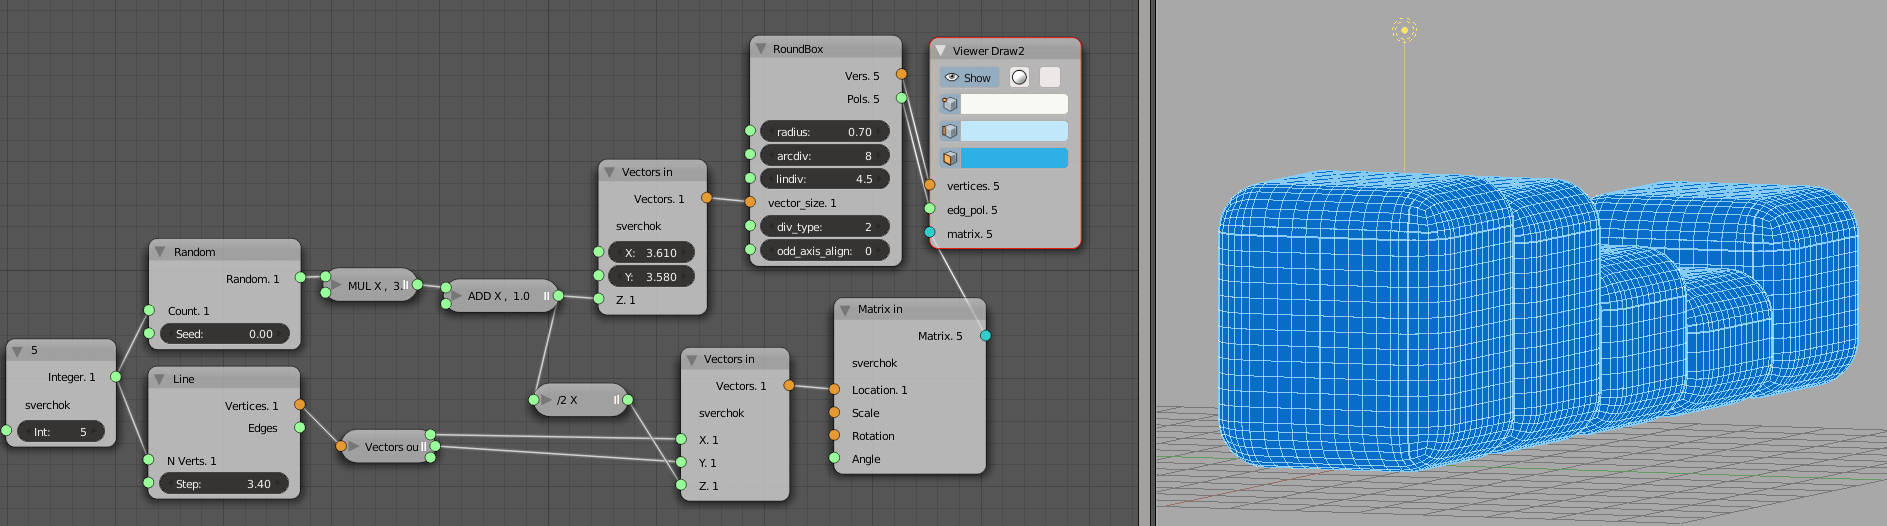 5
Integer. 1
sverchok
Int: 5
Random
Random. 1
Count. 1
Seed: 0.00
Line
Vertices. 1
Edges
N Verts. 1
Step: 3.40
MUL X , 3.
ADD X , 1.0
Vectors ou
/2 X
Vectors in
Vectors. 1
sverchok
X: 3.610
Y: 3.580
Z. 1
Vectors in
Vectors. 1
sverchok
X. 1
Y. 1
Z. 1
RoundBox
Vers. 5
Pols. 5
radius: 0.70
arcdiv: 8
lindiv: 4.5
vector_size. 1
div_type: 2
odd_axis_align: 0
Matrix in
Matrix. 5
sverchok
Location. 1
Scale
Rotation
Angle
Viewer Draw2
Show
vertices. 5
edg_pol. 5
matrix. 5